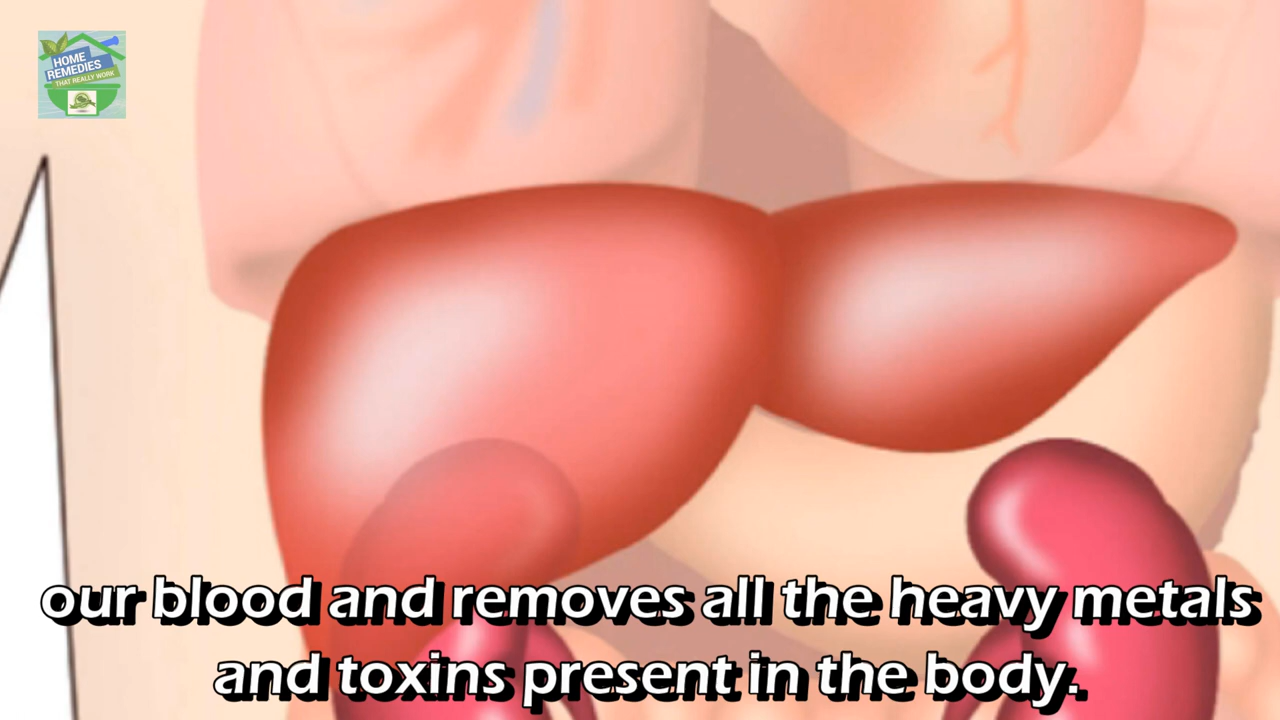 HOME
REMEDIES
THAT REALLY WORK
our blood and removes all the heavy metals
and toxins present in the body.